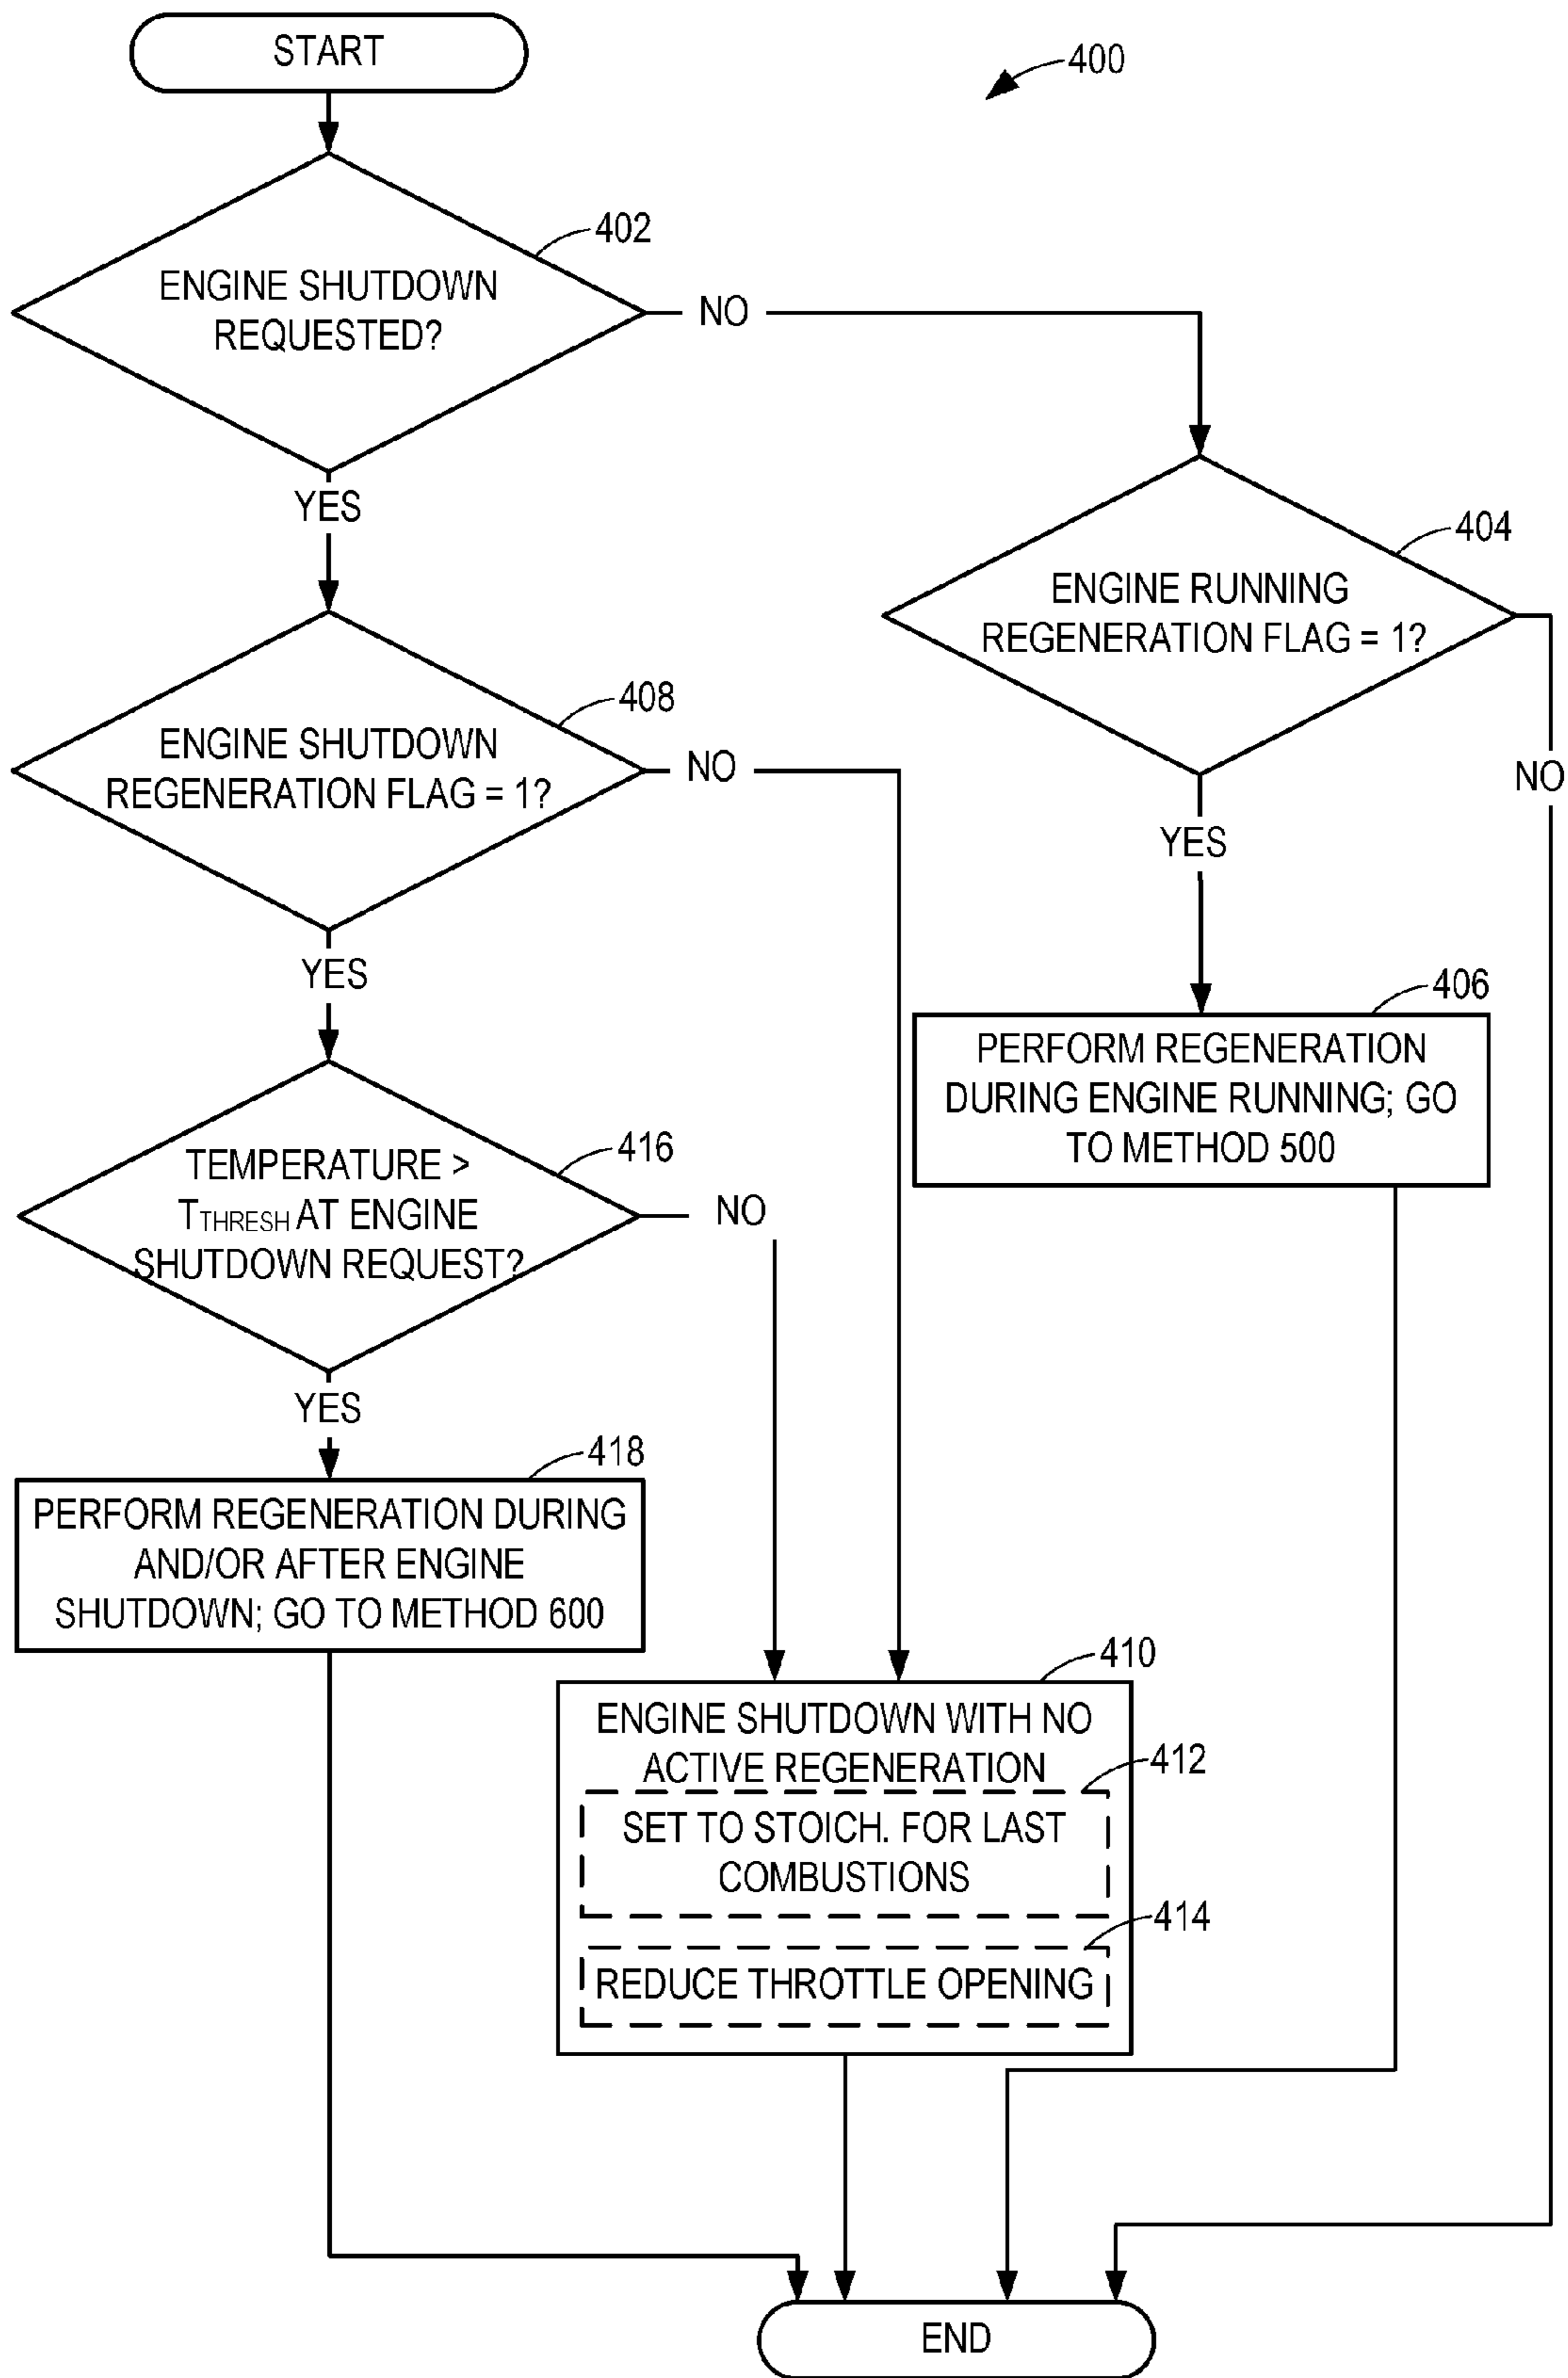 START
400
402
ENGINE SHUTDOWN
REQUESTED?
NO
YES
404
ENGINE RUNNING
REGENERATION FLAG = 1?
NO
YES
408
ENGINE SHUTDOWN
REGENERATION FLAG = 1?
NO
YES
406
PERFORM REGENERATION
DURING ENGINE RUNNING; GO
TO METHOD 500
416
TEMPERATURE >
TTHRESH AT ENGINE
SHUTDOWN REQUEST?
NO
YES
418
PERFORM REGENERATION DURING
AND/OR AFTER ENGINE
SHUTDOWN; GO TO METHOD 600
410
ENGINE SHUTDOWN WITH NO
ACTIVE REGENERATION
412
SET TO STOICH. FOR LAST
COMBUSTIONS
414
REDUCE THROTTLE OPENING
END